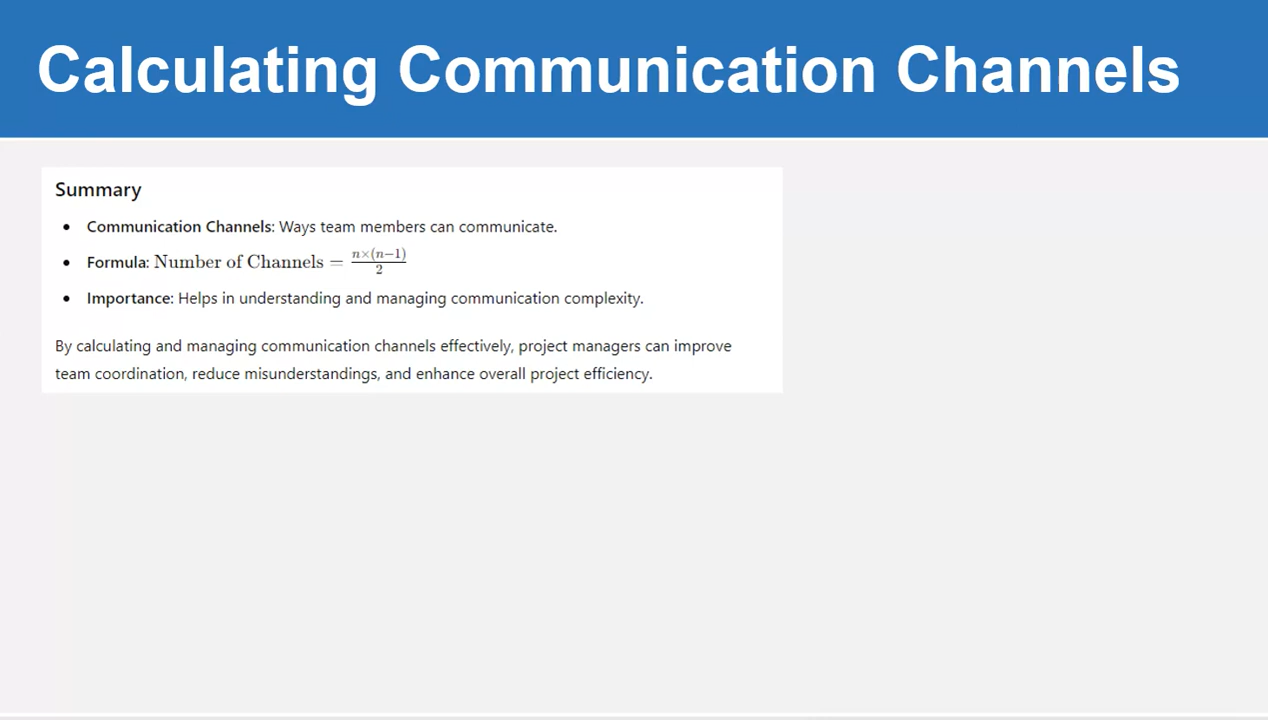 Calculating Communication Channels
Summary
• Communication Channels: Ways team members can communicate.
• Formula: Number of Channels = n×(n−1)/2
• Importance: Helps in understanding and managing communication complexity.
By calculating and managing communication channels effectively, project managers can improve
team coordination, reduce misunderstandings, and enhance overall project efficiency.